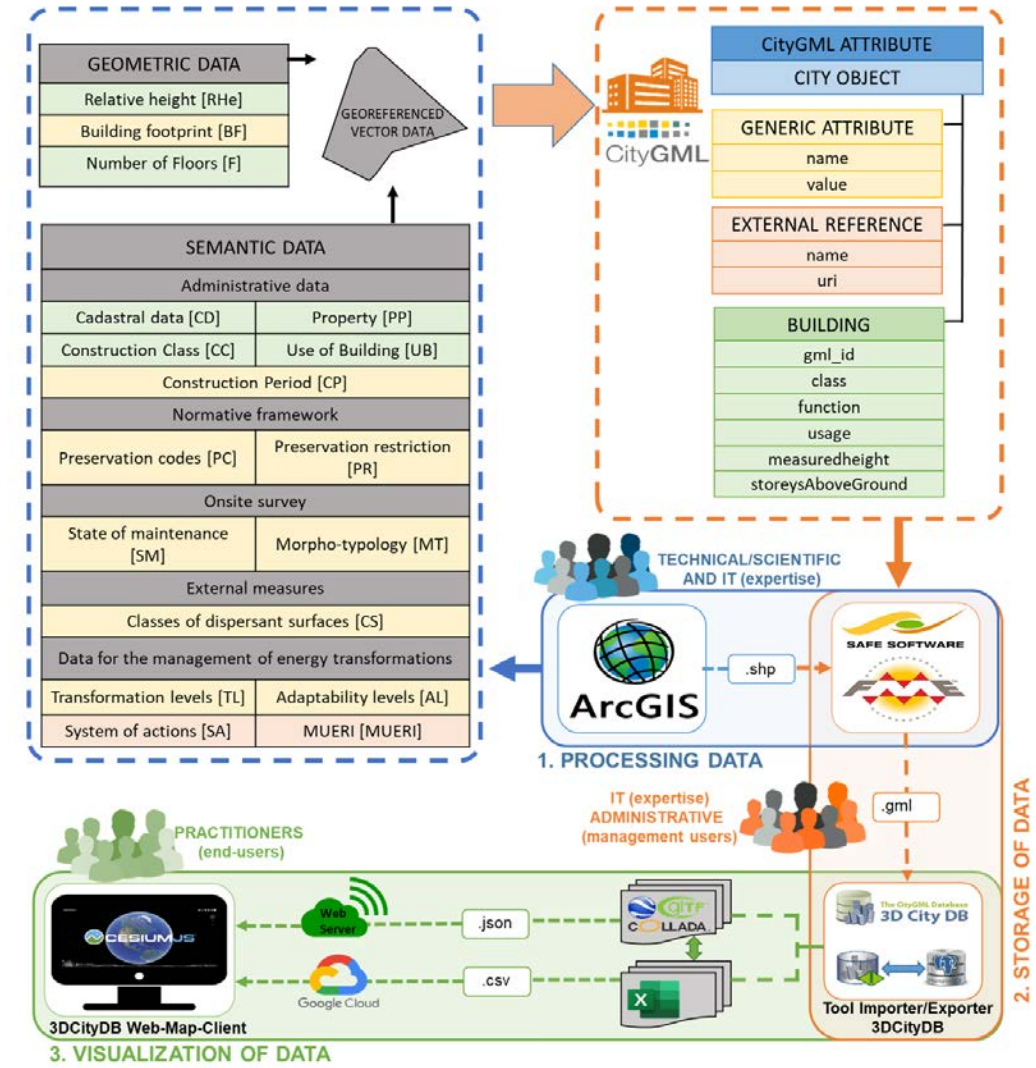 GEOMETRIC DATA
Relative height [RHe]
Building footprint [BF]
Number of Floors [F]
GEOREFERENCED
VECTOR DATA
SEMANTIC DATA
Administrative data
Cadastral data [CD]
Property [PP]
Construction Class [CC]
Use of Building [UB]
Construction Period [CP]
Normative framework
Preservation codes [PC]
Preservation restriction
[PR]
Onsite survey
State of maintenance
[SM]
Morpho-typology [MT]
External measures
Classes of dispersant surfaces [CS]
Data for the management of energy transformations
Transformation levels [TL]
Adaptability levels [AL]
System of actions [SA]
MUERI [MUERI]
CityGML
CityGML ATTRIBUTE
CITY OBJECT
GENERIC ATTRIBUTE
name
value
EXTERNAL REFERENCE
name
uri
BUILDING
gml_id
class
function
usage
measuredheight
storeysAboveGround
TECHNICAL/SCIENTIFIC
AND IT (expertise)
ArcGIS
.shp
SAFE SOFTWARE
FME
1. PROCESSING DATA
IT (expertise)
ADMINISTRATIVE
(management users)
.gml
2. STORAGE OF DATA
PRACTITIONERS
(end-users)
CESIUMJS
3DCityDB Web-Map-Client
Web
Server
.json
glTF
COLLADA
Google Cloud
.csv
X
The CityGML Database
3D City DB
Tool Importer/Exporter
3DCityDB
3. VISUALIZATION OF DATA